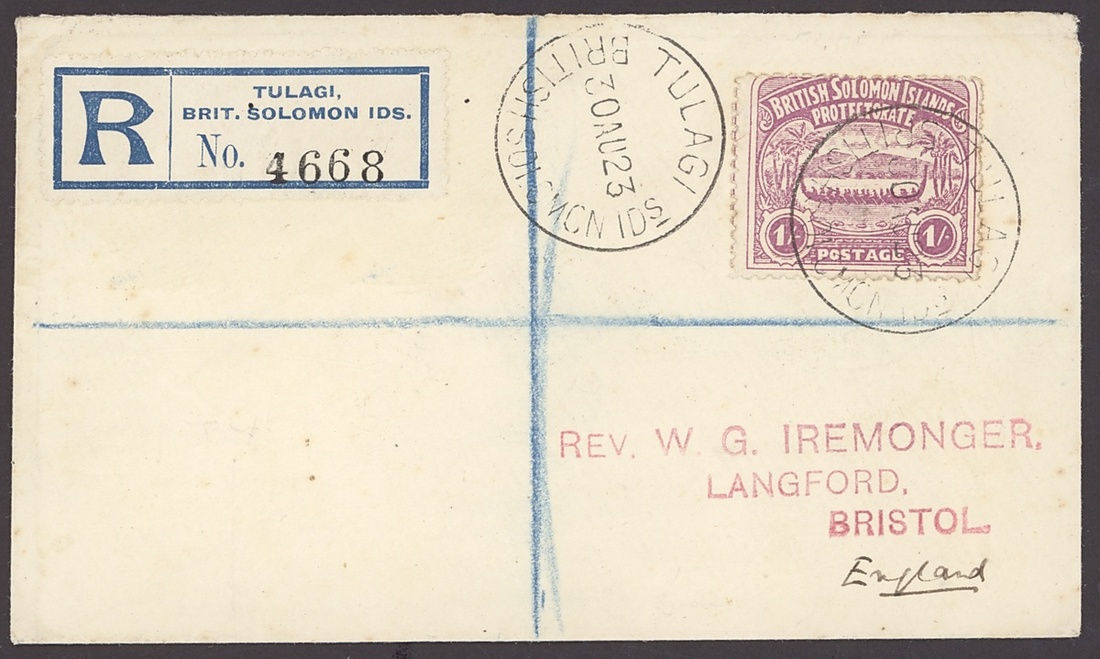 R
TULAGI,
BRIT. SOLOMON IDS.
No. 4668
TULAGI
30 AU 23
BRITISH SOLOMON IDS
BRITISH SOLOMON ISLANDS
PROTECTORATE
1/- 1/-
POSTAGE
REV. W. G. IREMONGER,
LANGFORD,
BRISTOL.
England